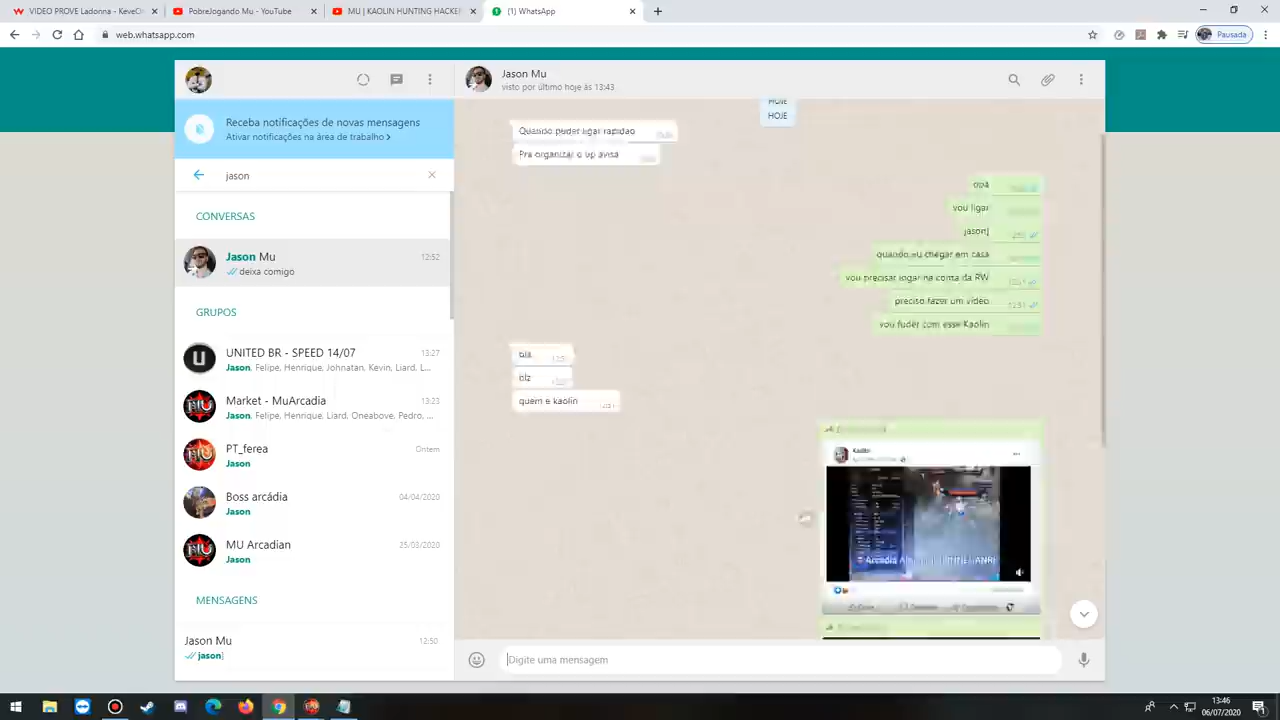 VIDEO PROVE Ladonna - KeveC
PobreJogando Mu - YouTube
MU | KAOLIN HUNTING HACKER
(1) WhatsApp
web.whatsapp.com
Pausada
Receba notificações de novas mensagens
Ativar notificações na área de trabalho >
jason
CONVERSAS
Jason Mu 12:52
deixa comigo
GRUPOS
UNITED BR - SPEED 14/07 13:27
Jason, Felipe, Henrique, Johnatan, Kevin, Liard, L...
Market - MuArcadia 13:23
Jason, Felipe, Henrique, Liard, Oneabove, Pedro, ...
PT_ferea Ontem
Jason
Boss arcádia 04/04/2020
Jason
MU Arcadian 25/03/2020
Jason
MENSAGENS
Jason Mu 12:50
jason]
Jason Mu
visto por último hoje às 13:43
HOJE
HOJE
Quando puder ligar rapidao
Pra organizar o up avisa
opa
vou ligar
jason]
quando eu chegar em casa
vou precisar logar na conta da RW
preciso fazer um video
vou fuder com esse Kaolin
blz
quem e kaolin
Kaolin
Digite uma mensagem
13:46
06/07/2020